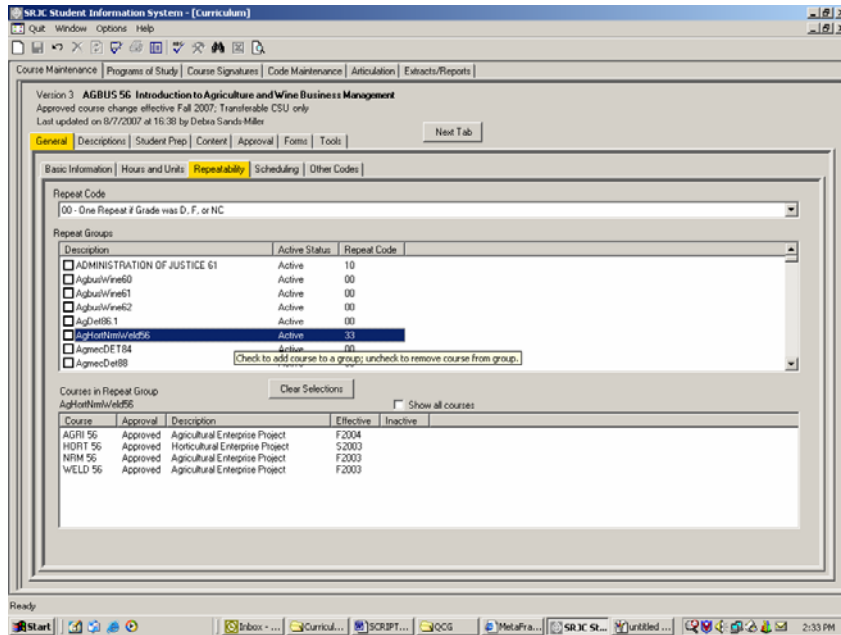 SRJC Student Information System - [Curriculum]
Quit Window Options Help
Course Maintenance Programs of Study Course Signatures Code Maintenance Articulation Extracts/Reports
Version 3 AGBUS 56 Introduction to Agriculture and Wine Business Management
Approved course change effective Fall 2007; Transferable CSU only
Last updated on 8/7/2007 at 16:38 by Debra Sands-Miller
Next Tab
General Descriptions Student Prep Content Approval Forms Tools
Basic Information Hours and Units Repeatability Scheduling Other Codes
Repeat Code
00 - One Repeat if Grade was D, F, or NC
Repeat Groups
Description Active Status Repeat Code
ADMINISTRATION OF JUSTICE 61 Active 10
AgbusWine60 Active 00
AgbusWine61 Active 00
AgbusWine62 Active 00
AgDet86.1 Active 00
AgHortNrmWeld56 Active 33
AgmecDET84 Active 00
Check to add course to a group; uncheck to remove course from group.
AgmecDet88
Courses in Repeat Group Clear Selections
AgHortNrmWeld56 Show all courses
Course Approval Description Effective Inactive
AGRI 56 Approved Agricultural Enterprise Project F2004
HORT 56 Approved Horticultural Enterprise Project S2003
NRM 56 Approved Agricultural Enterprise Project F2003
WELD 56 Approved Agricultural Enterprise Project F2003
Ready
Start Inbox - ... Curricul... SCRIPT... QCG MetaFra... SRJC St... untitled ... 2:33 PM